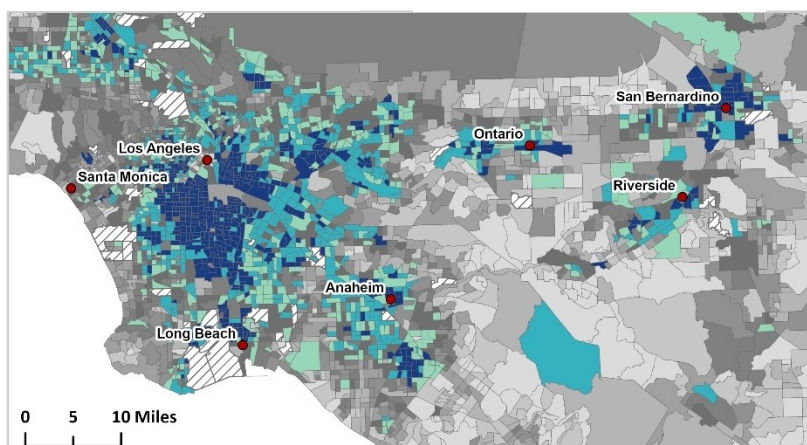 San Bernardino
Ontario
Los Angeles
Santa Monica
Riverside
Anaheim
Long Beach
0 5 10 Miles